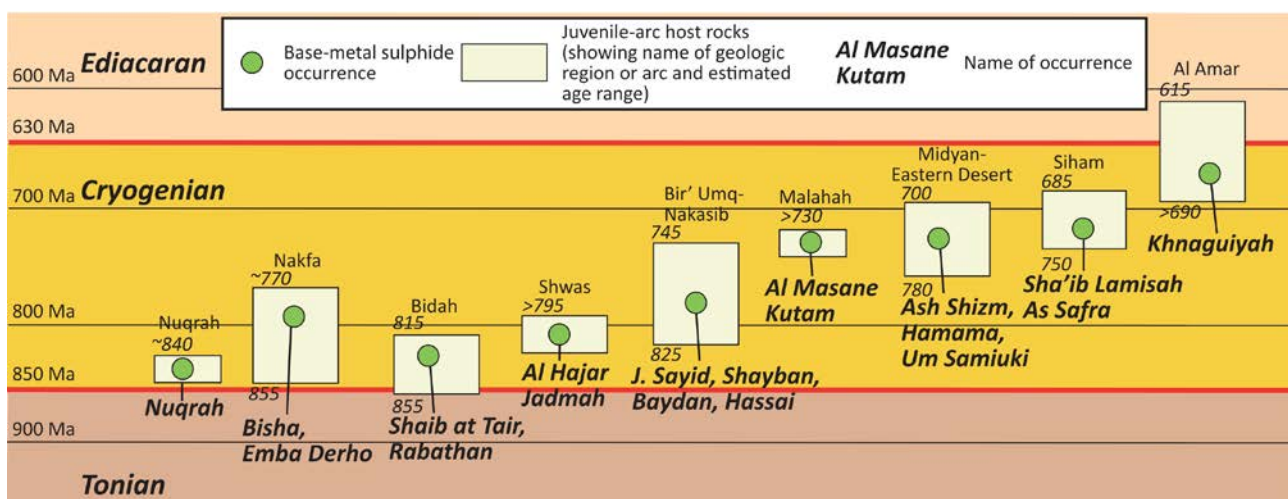 Base-metal sulphide
occurrence
Juvenile-arc host rocks
(showing name of geologic
region or arc and estimated
age range)
Al Masane
Kutam
Name of occurrence
600 Ma
Ediacaran
630 Ma
700 Ma
Cryogenian
800 Ma
850 Ma
900 Ma
Tonian
Nuqrah
~840
Nuqrah
Nakfa
~770
855
Bisha,
Emba Derho
Bidah
815
855
Shaib at Tair,
Rabathan
Shwas
>795
Al Hajar
Jadmah
Bir’ Umq-
Nakasib
745
825
J. Sayid, Shayban,
Baydan, Hassai
Malahah
>730
Al Masane
Kutam
Midyan-
Eastern Desert
700
780
Ash Shizm,
Hamama,
Um Samiuki
Siham
685
750
Sha’ib Lamisah
As Safra
Al Amar
615
>690
Khnaguiyah